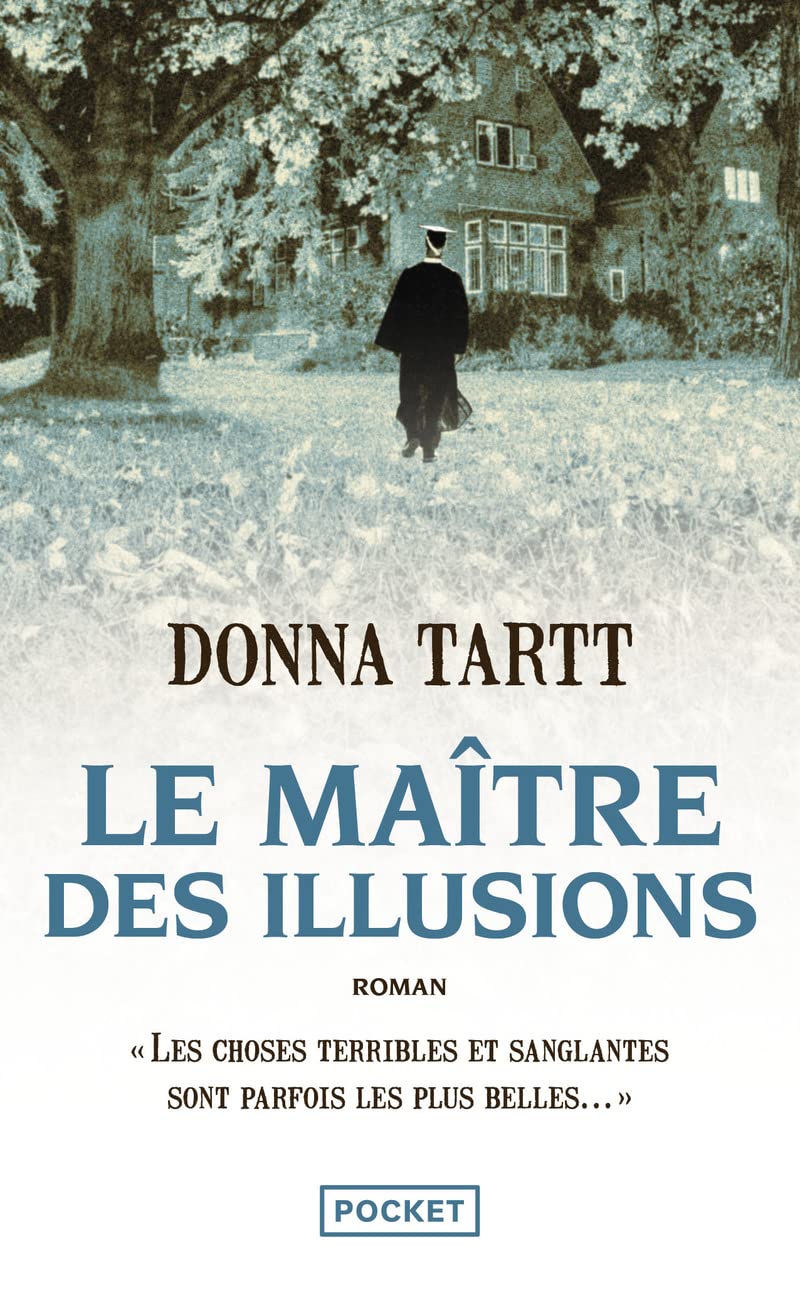 DONNA TARTT
LE MAÎTRE
DES ILLUSIONS
ROMAN
« LES CHOSES TERRIBLES ET SANGLANTES
SONT PARFOIS LES PLUS BELLES... »
POCKET